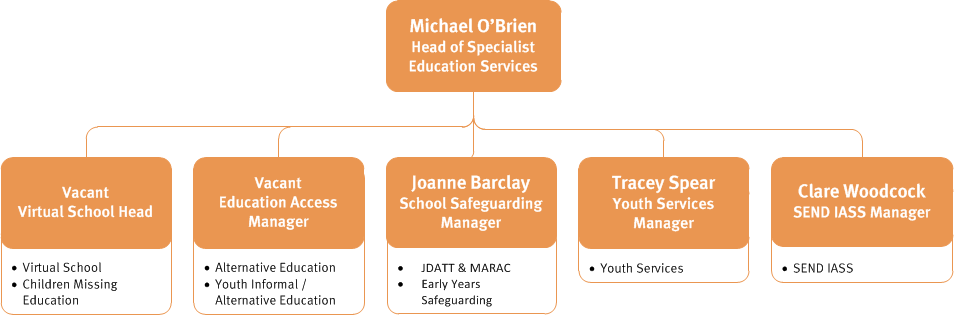 Michael O’Brien
Head of Specialist
Education Services
Vacant
Virtual School Head
• Virtual School
• Children Missing
Education
Vacant
Education Access
Manager
• Alternative Education
• Youth Informal /
Alternative Education
Joanne Barclay
School Safeguarding
Manager
• JDATT & MARAC
• Early Years
Safeguarding
Tracey Spear
Youth Services
Manager
• Youth Services
Clare Woodcock
SEND IASS Manager
• SEND IASS